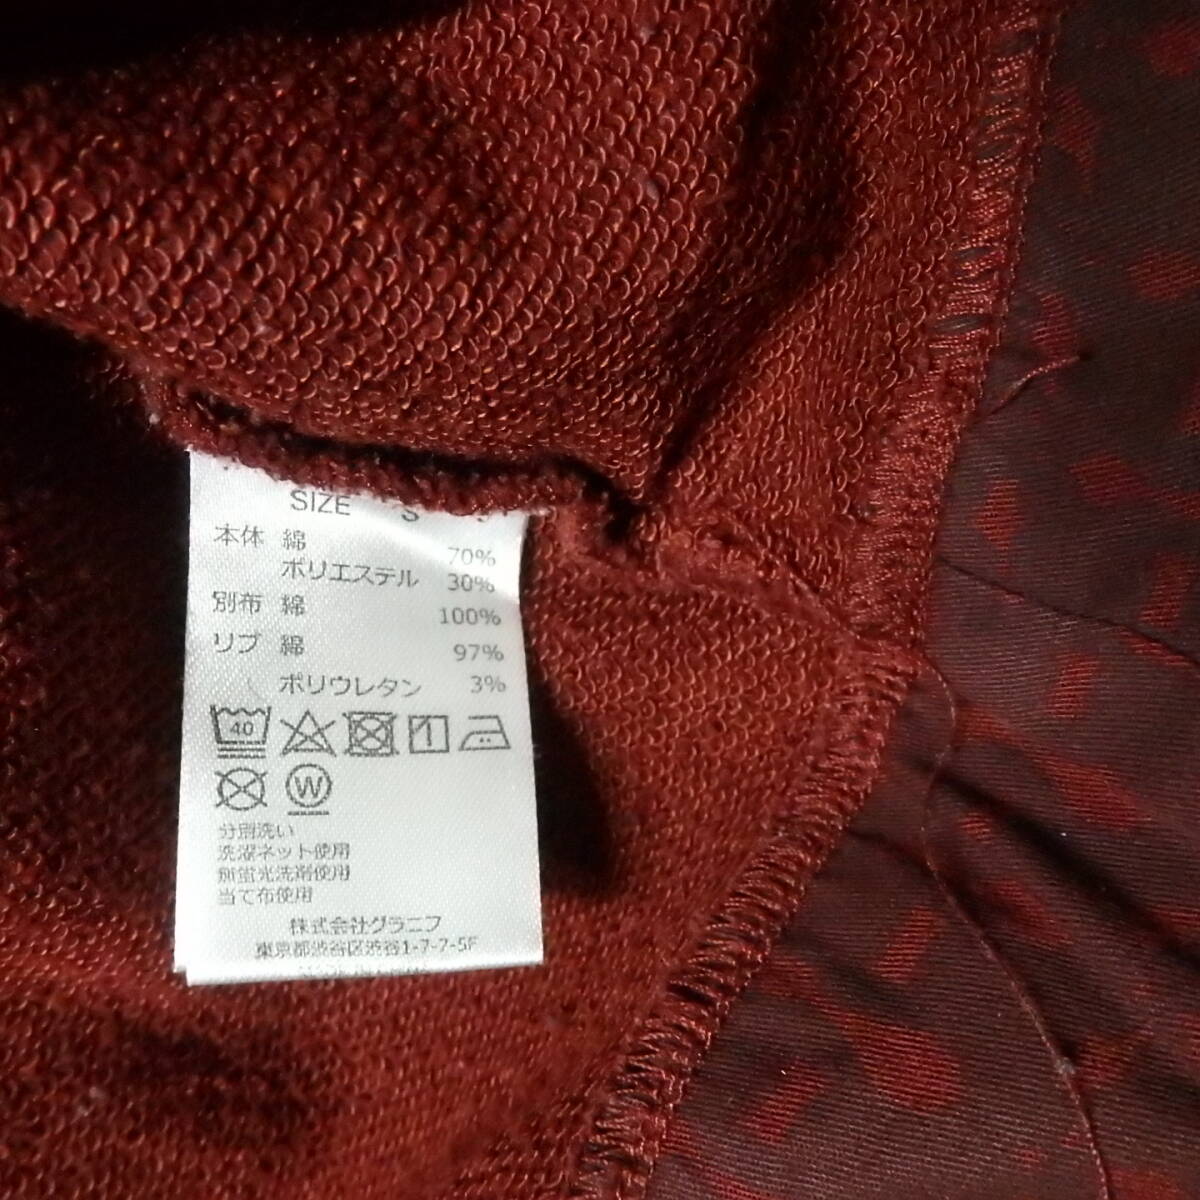 SIZE S
本体 綿 70%
ポリエステル 30%
別布 綿 100%
リブ 綿 97%
ポリウレタン 3%
40
W
分別洗い
洗濯ネット使用
無蛍光洗剤使用
当て布使用
株式会社グラニフ
東京都渋谷区渋谷1-7-7-5F